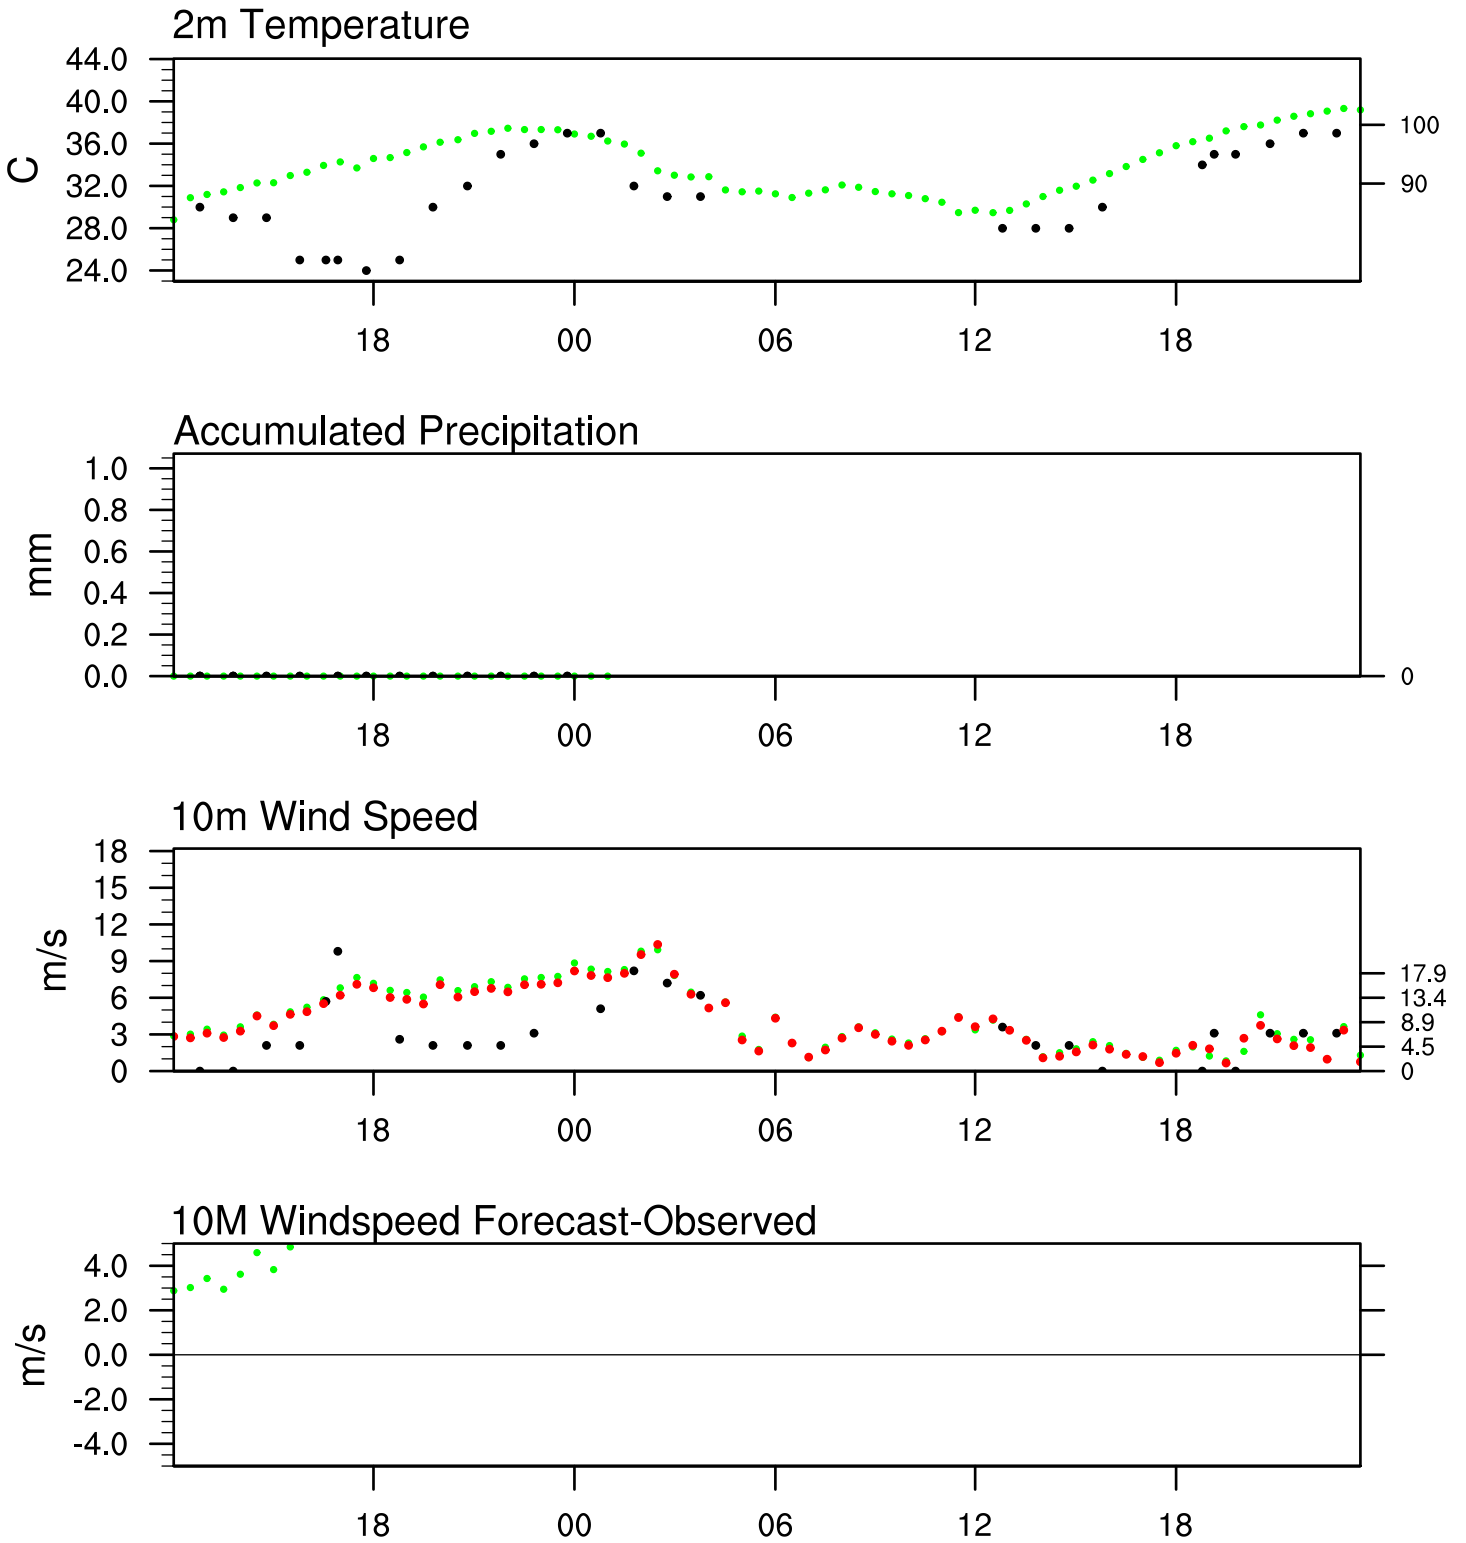 2m Temperature
44.0
40.0
36.0
32.0
28.0
24.0
C
100
90
18 00 06 12 18
Accumulated Precipitation
1.0
0.8
0.6
0.4
0.2
0.0
mm
0
18 00 06 12 18
10m Wind Speed
18
15
12
9
6
3
0
m/s
17.9
13.4
8.9
4.5
0
18 00 06 12 18
10M Windspeed Forecast-Observed
4.0
2.0
0.0
-2.0
-4.0
m/s
18 00 06 12 18